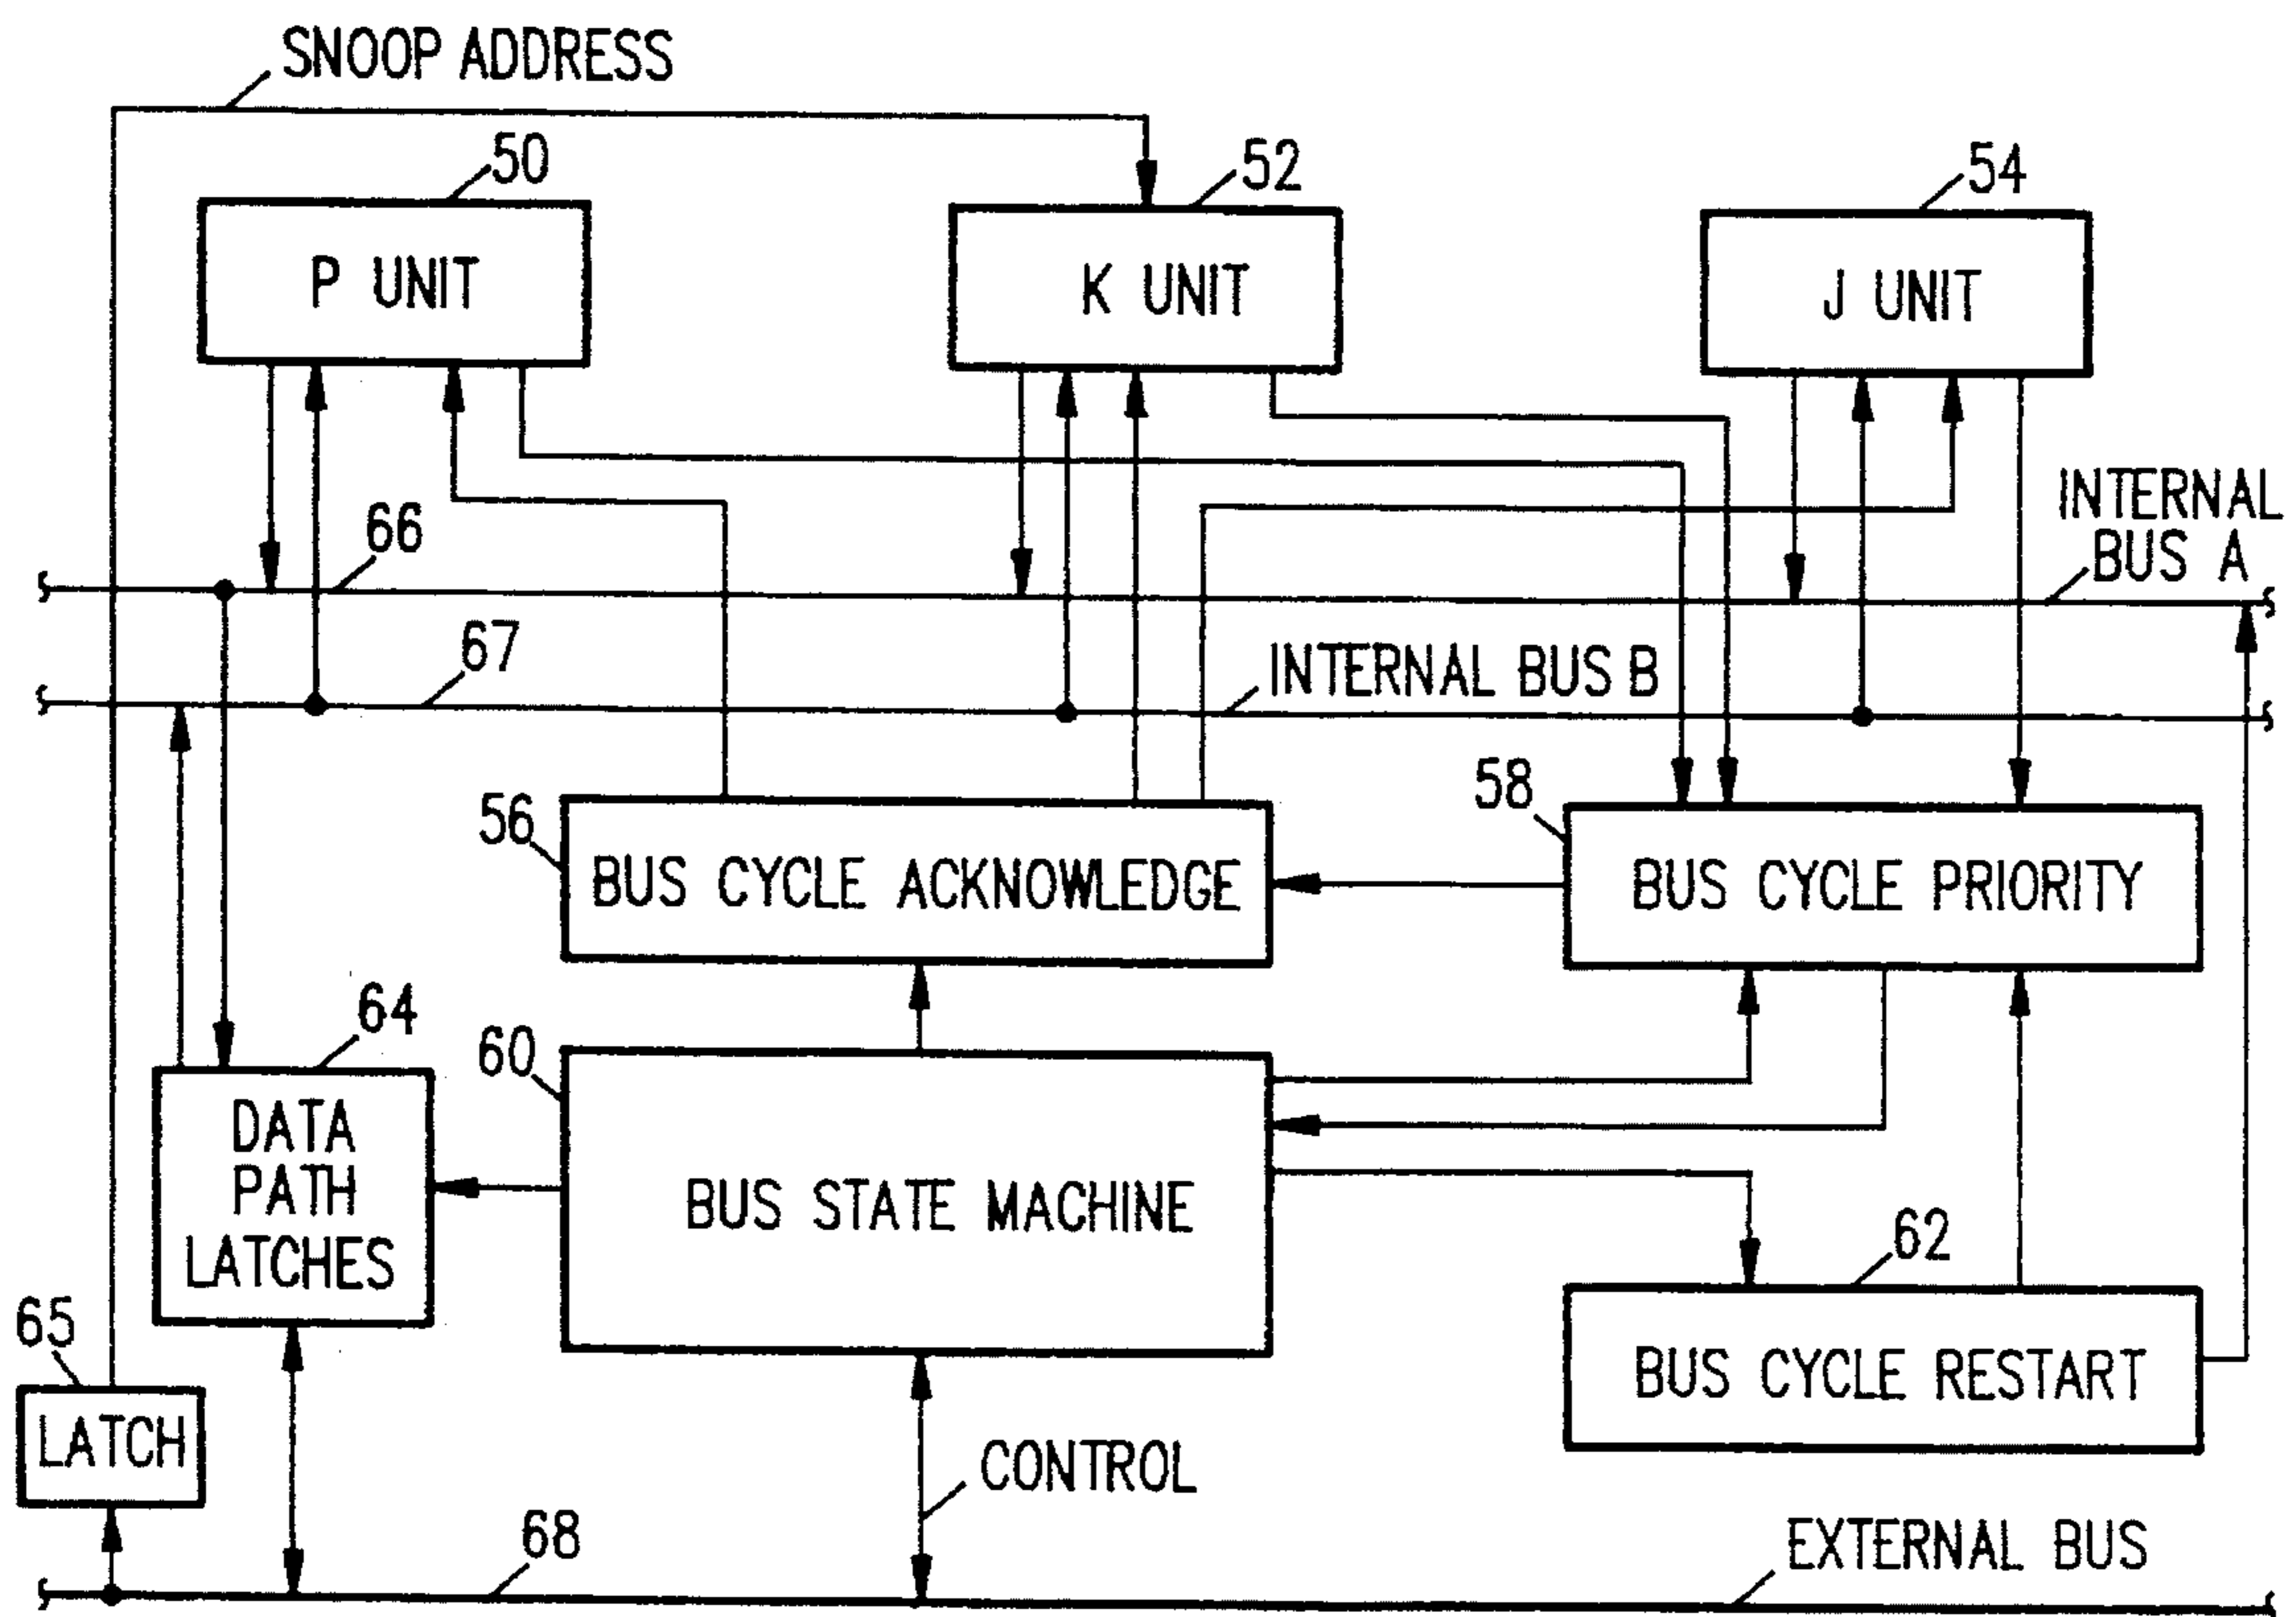 SNOOP ADDRESS
50
52
54
P UNIT
K UNIT
J UNIT
66
INTERNAL
BUS A
67
INTERNAL BUS B
56
58
BUS CYCLE ACKNOWLEDGE
BUS CYCLE PRIORITY
64
60
DATA
PATH
LATCHES
BUS STATE MACHINE
62
65
BUS CYCLE RESTART
LATCH
CONTROL
68
EXTERNAL BUS